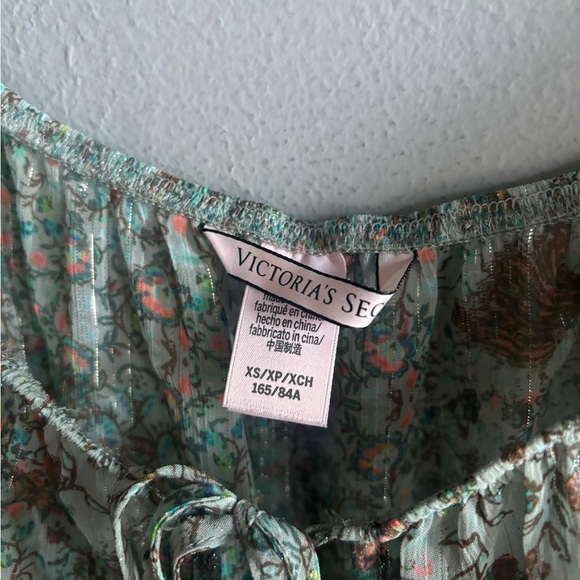 VICTORIA'S SEC
fabriqué en chine/
hecho en china/
fabbricato in cina/
中国制造
XS/XP/XCH
165/84A